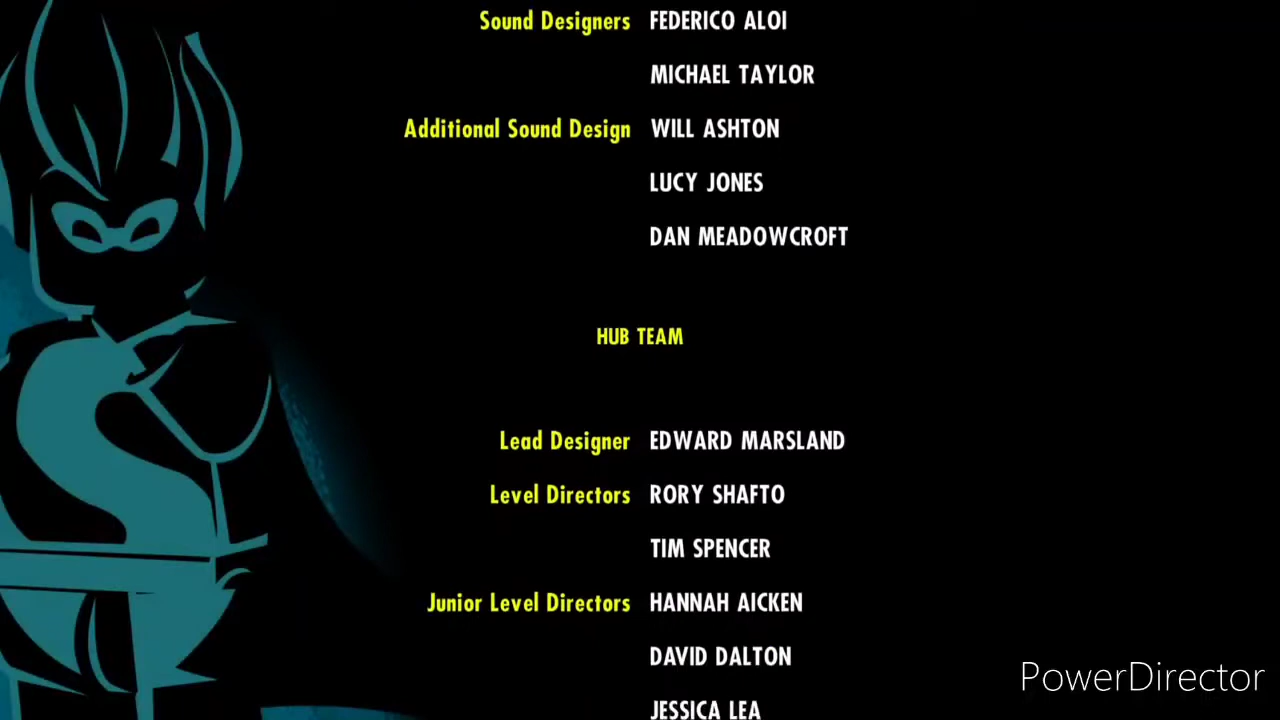 Sound Designers FEDERICO ALOI
MICHAEL TAYLOR
Additional Sound Design WILL ASHTON
LUCY JONES
DAN MEADOWCROFT
HUB TEAM
Lead Designer EDWARD MARSLAND
Level Directors RORY SHAFTO
TIM SPENCER
Junior Level Directors HANNAH AICKEN
DAVID DALTON
JESSICA LEA
PowerDirector
S